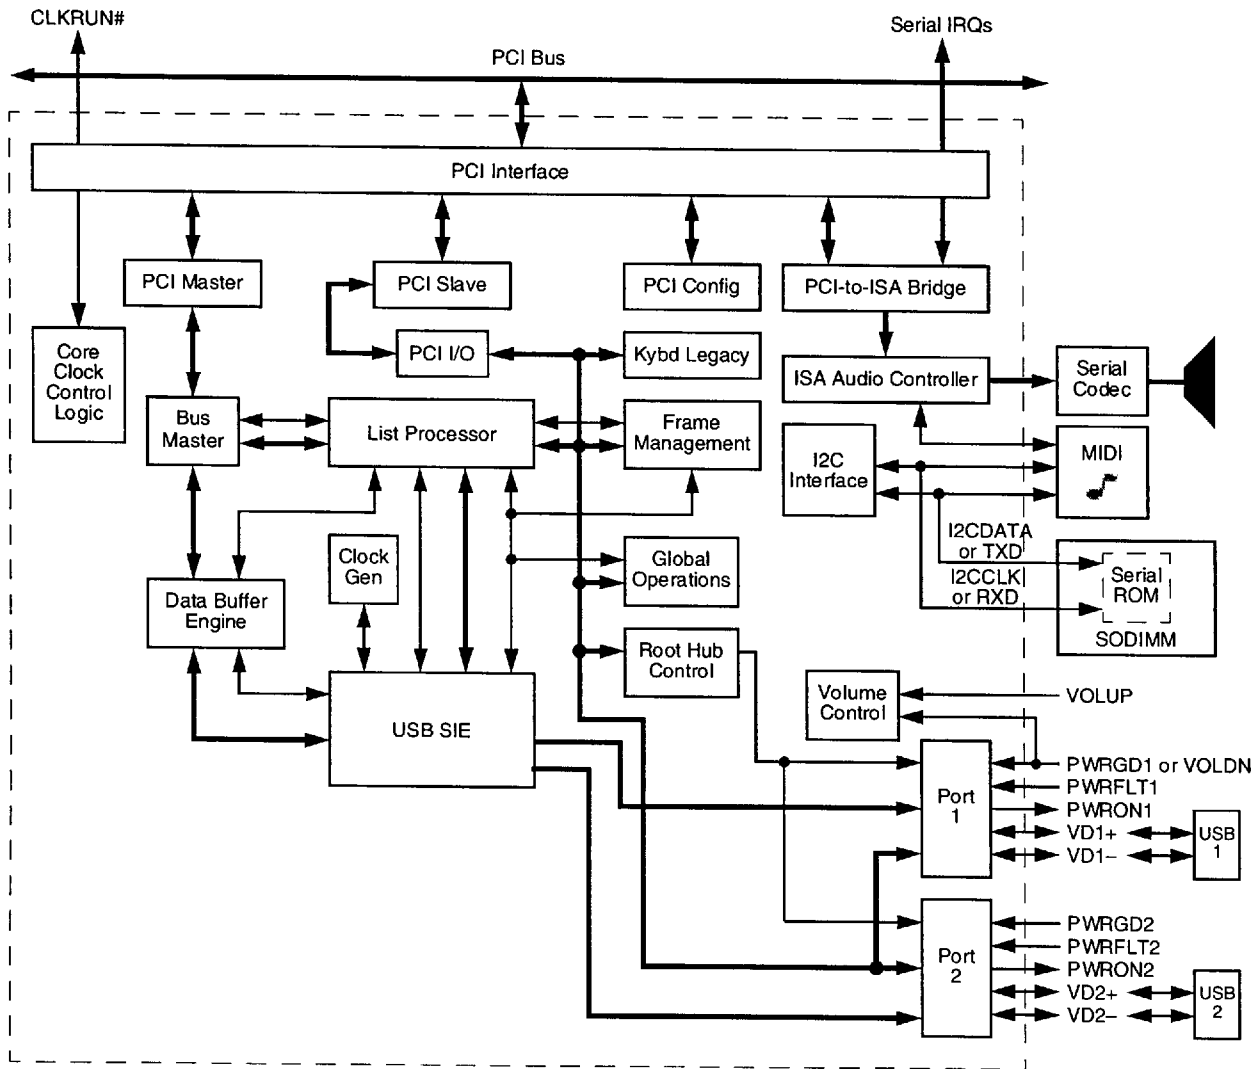 CLKRUN#
Serial IRQs
PCI Bus
PCI Interface
PCI Master
PCI Slave
PCI Config
PCI-to-ISA Bridge
Core
Clock
Control
Logic
PCI I/O
Kybd Legacy
ISA Audio Controller
Serial
Codec
Bus
Master
List Processor
Frame
Management
I2C
Interface
MIDI
I2CDATA
or TXD
I2CCLK
or RXD
Serial
ROM
SODIMM
Clock
Gen
Global
Operations
Data Buffer
Engine
Root Hub
Control
Volume
Control
VOLUP
USB SIE
Port
1
PWRGD1 or VOLDN
PWRFLT1
PWRON1
VD1+
VD1–
USB
1
Port
2
PWRGD2
PWRFLT2
PWRON2
VD2+
VD2–
USB
2